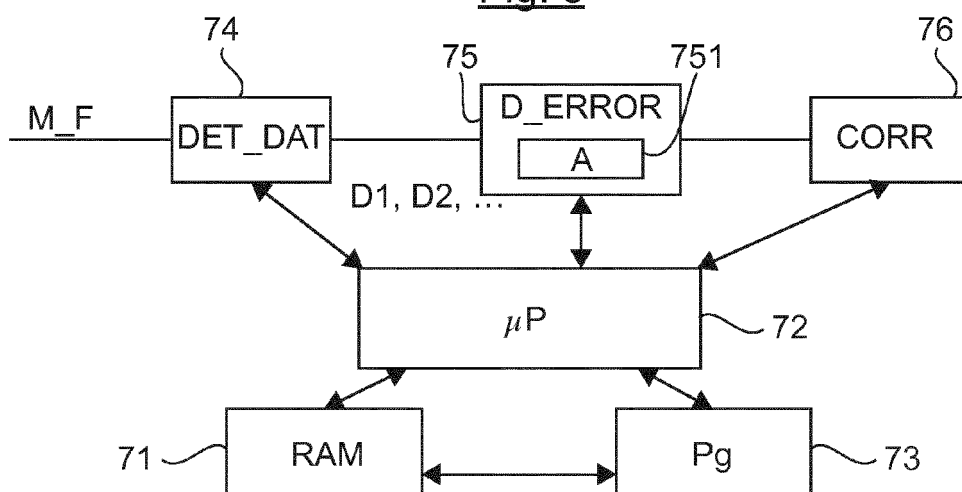 74
75
751
76
M_F
DET_DAT
D_ERROR
A
CORR
D1, D2, ...
µP
72
71
RAM
Pg
73